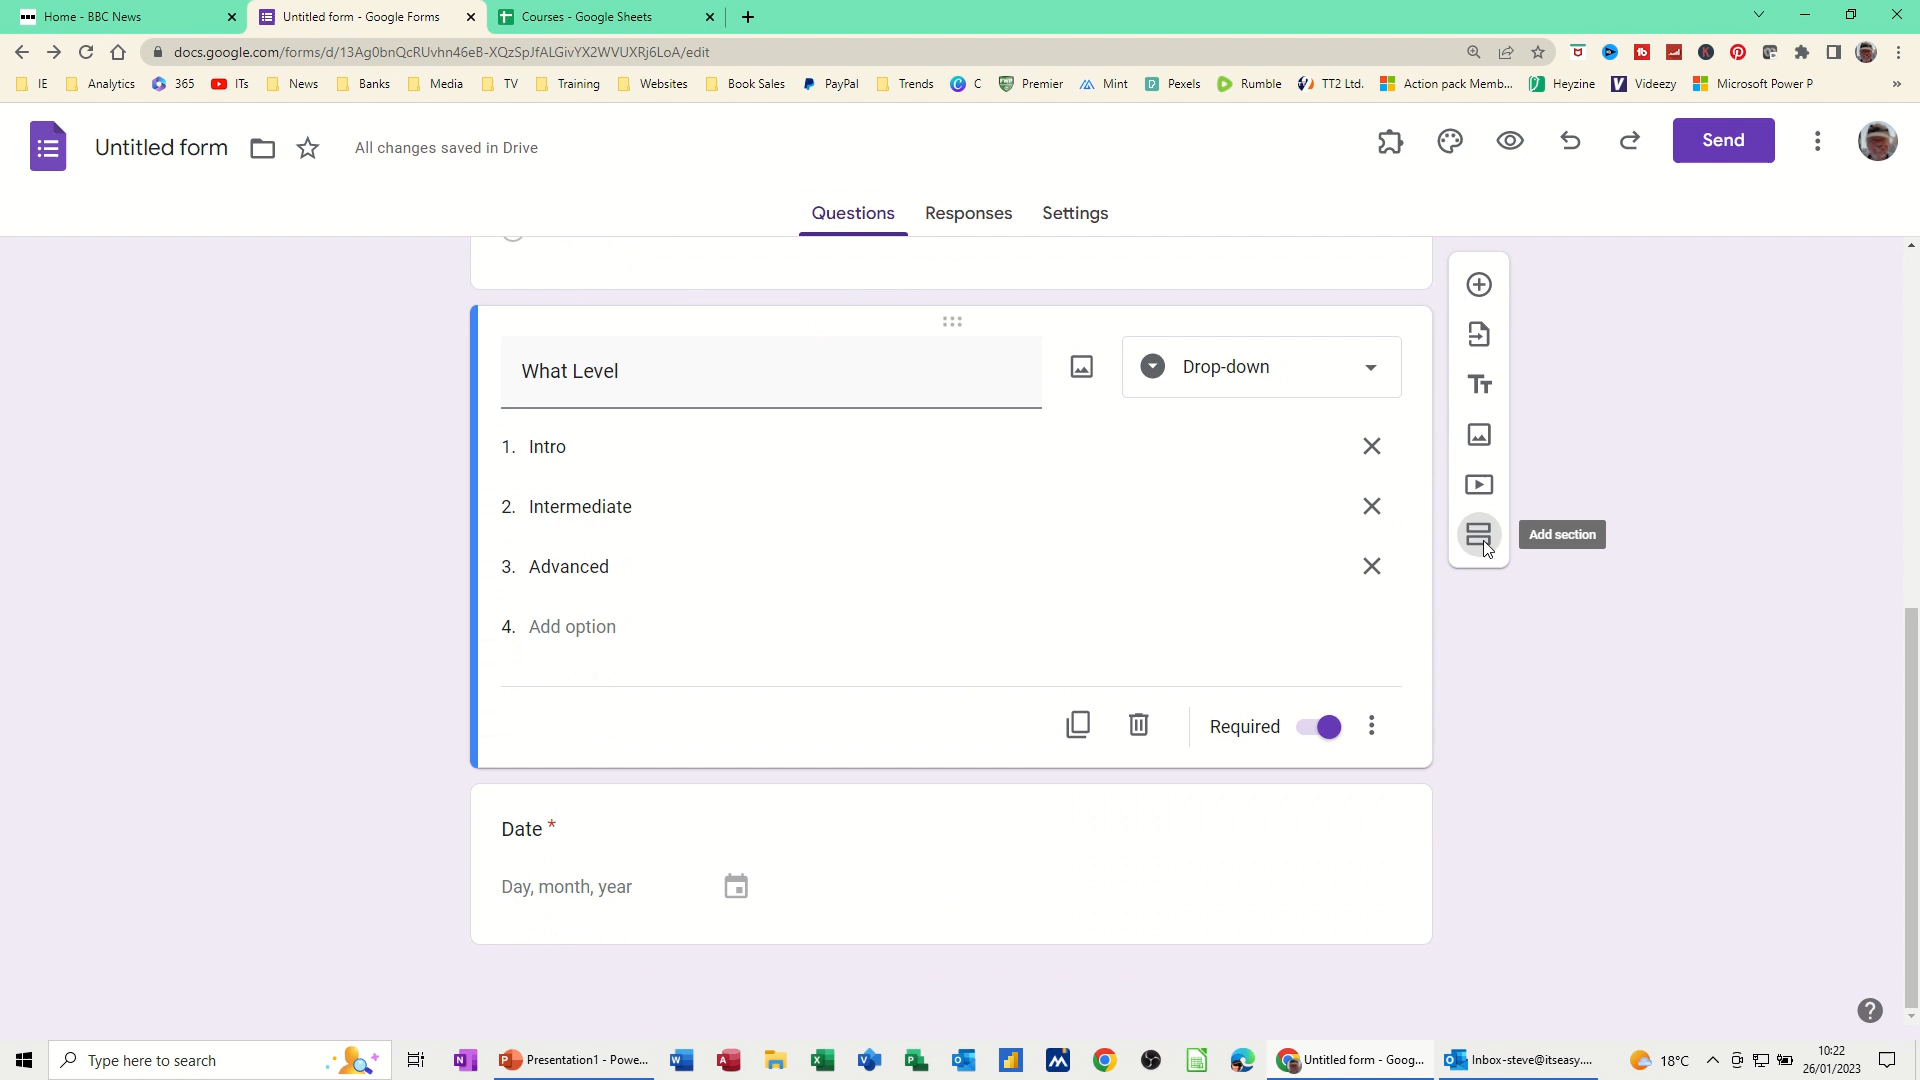 Home - BBC News
Untitled form - Google Forms
Courses - Google Sheets
docs.google.com/forms/d/13Ag0bnQcRUvhn46eB-XQzSpJfALGivYX2WVUXRj6LoA/edit
IE
Analytics
365
ITs
News
Banks
Media
TV
Training
Websites
Book Sales
PayPal
Trends
C
Premier
Mint
Pexels
Rumble
TT2 Ltd.
Action pack Memb...
Heyzine
Videezy
Microsoft Power P
Untitled form
All changes saved in Drive
Send
Questions
Responses
Settings
What Level
Drop-down
1. Intro
2. Intermediate
3. Advanced
4. Add option
Add section
Required
Date *
Day, month, year
Type here to search
Presentation1 - Powe...
Untitled form - Goog...
Inbox-steve@itseasy....
18°C
10:22
26/01/2023